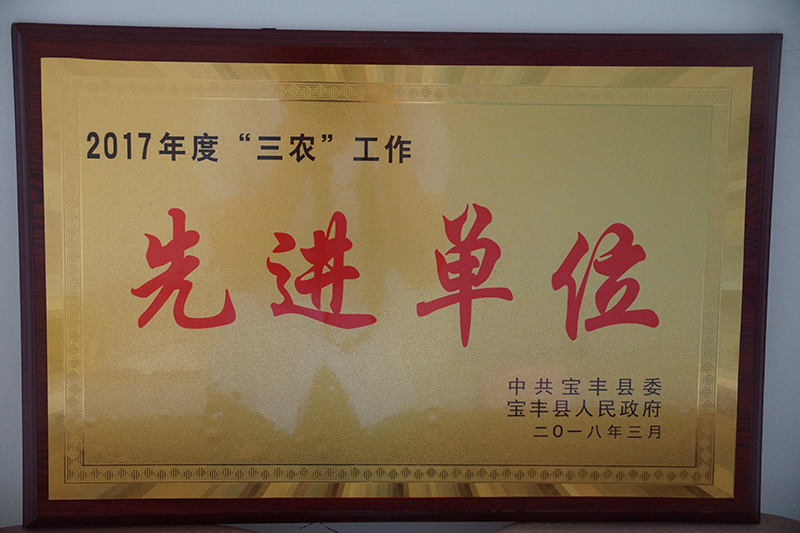 2017年度“三农”工作
先进单位
中共宝丰县委
宝丰县人民政府
二〇一八年三月